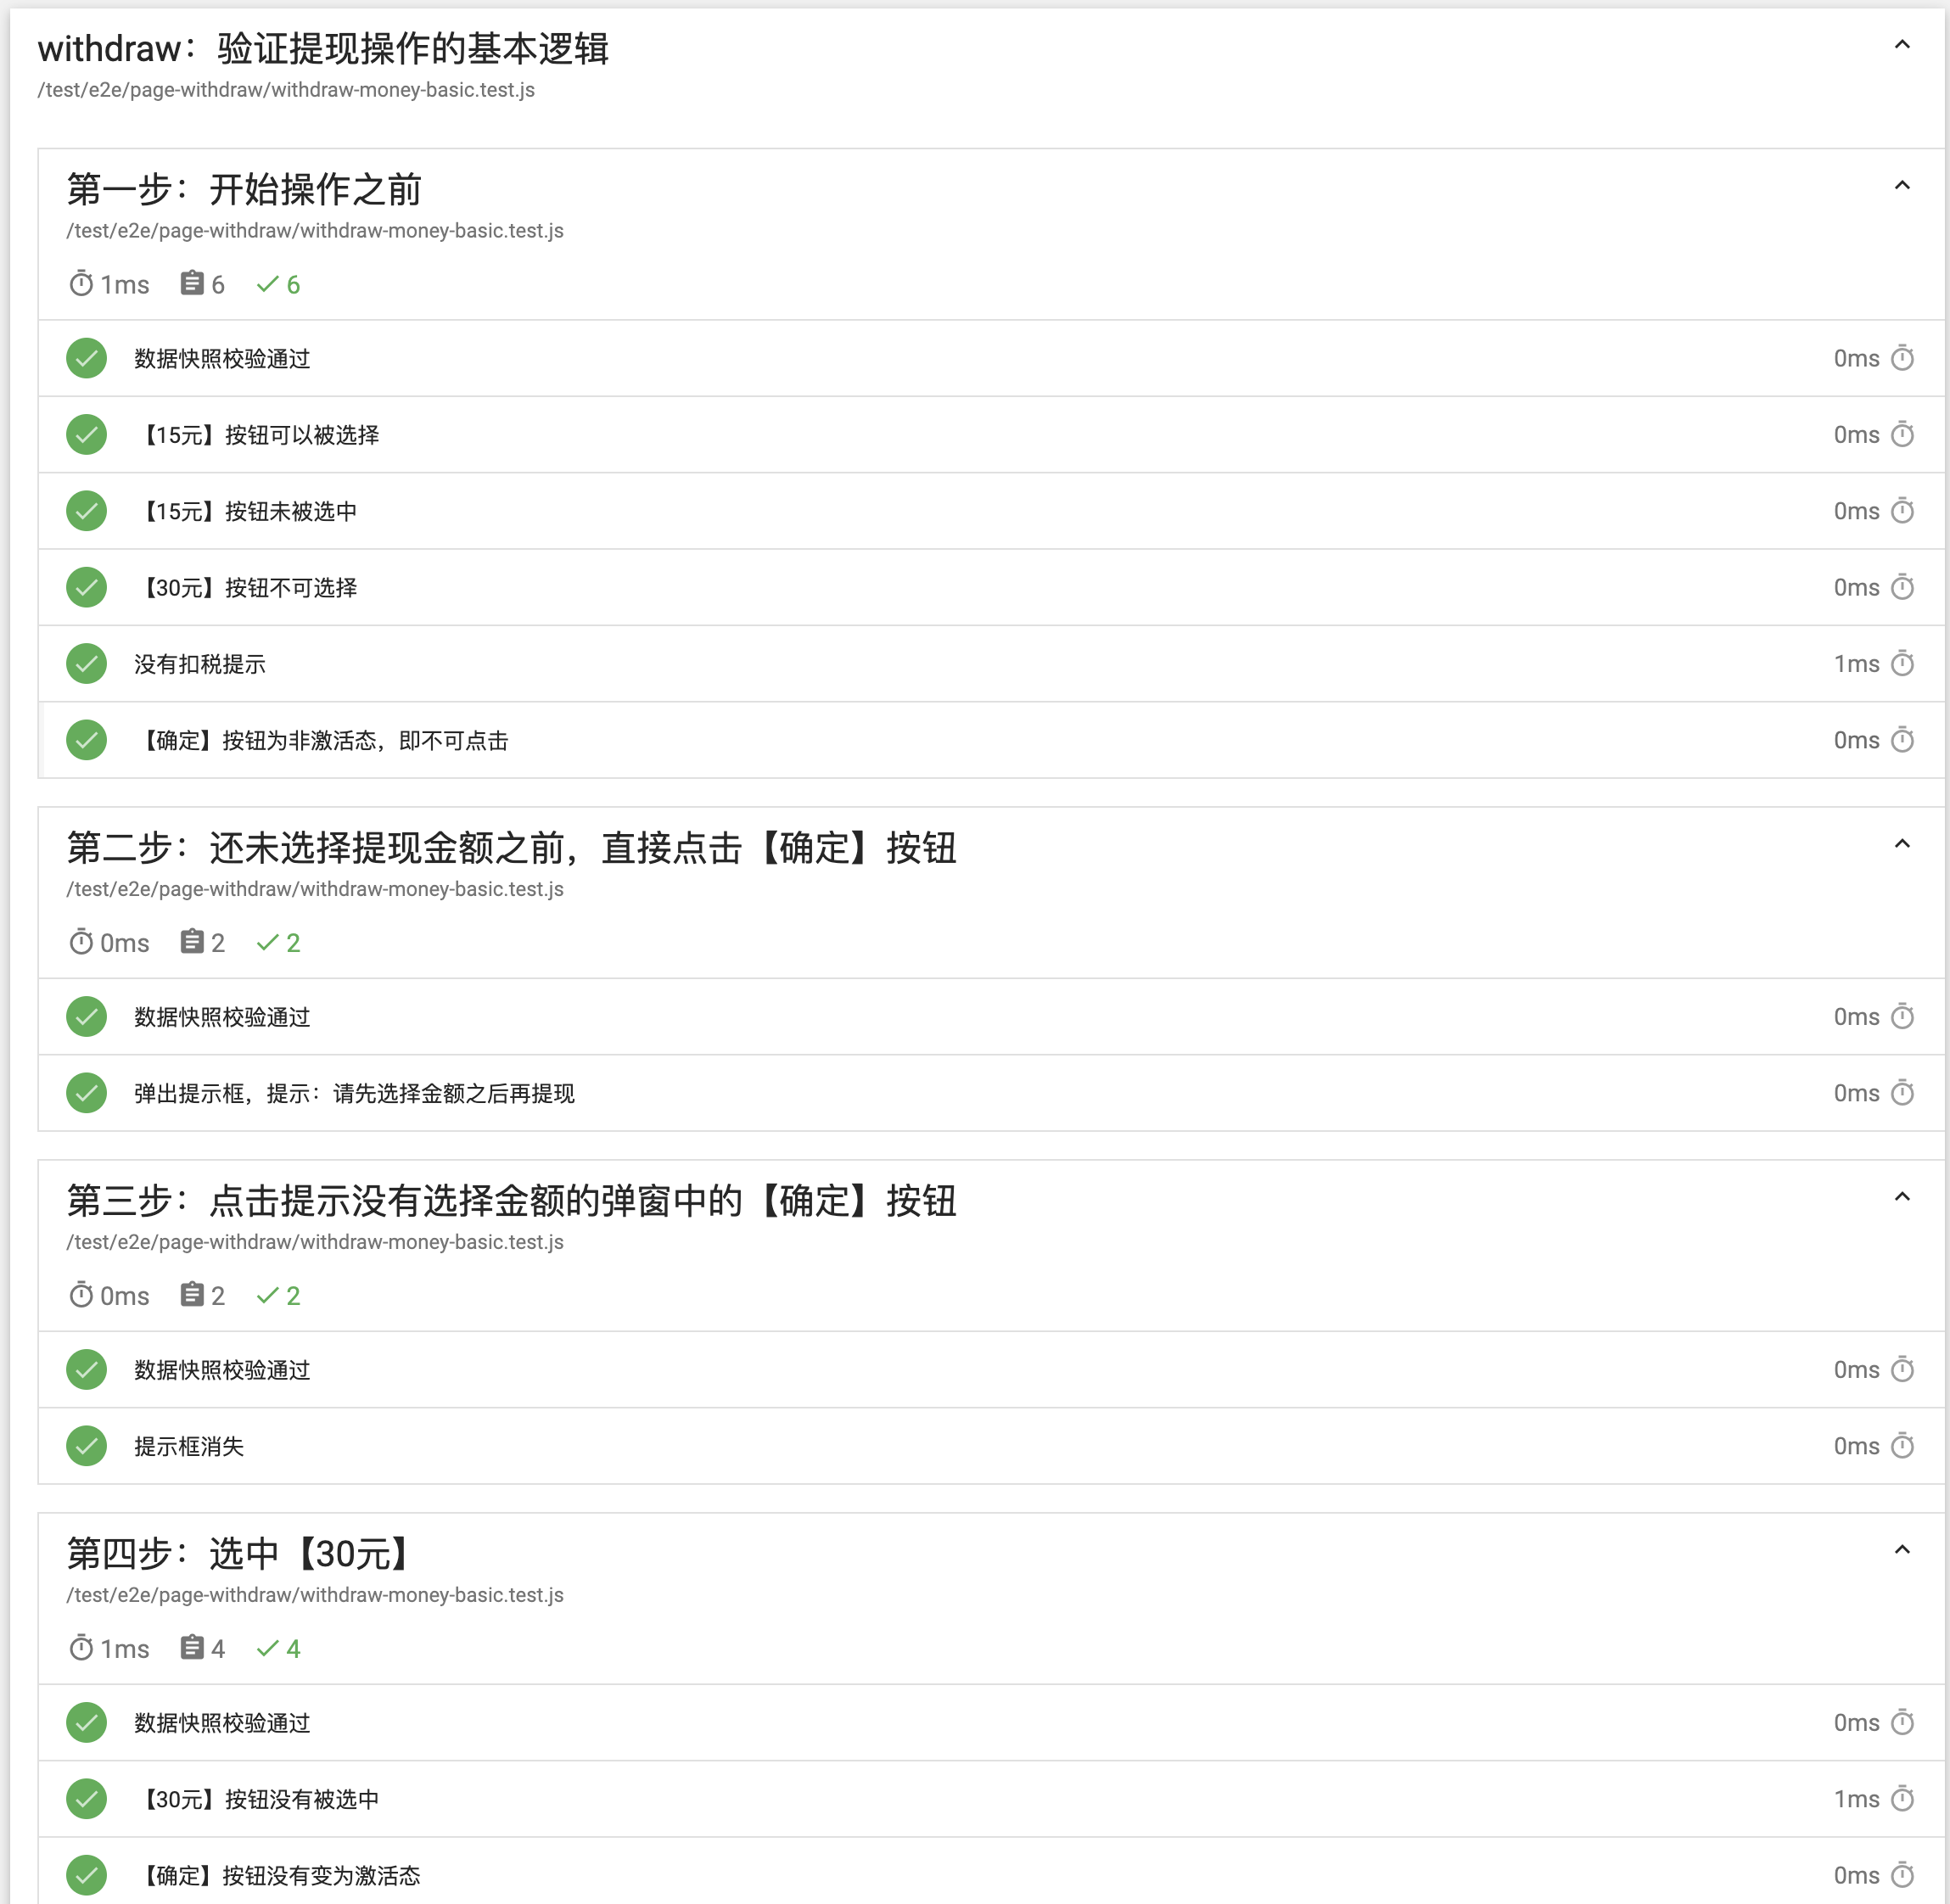 withdraw：验证提现操作的基本逻辑
/test/e2e/page-withdraw/withdraw-money-basic.test.js
第一步：开始操作之前
/test/e2e/page-withdraw/withdraw-money-basic.test.js
1ms 6 6
数据快照校验通过 0ms
【15元】按钮可以被选择 0ms
【15元】按钮未被选中 0ms
【30元】按钮不可选择 0ms
没有扣税提示 1ms
【确定】按钮为非激活态，即不可点击 0ms
第二步：还未选择提现金额之前，直接点击【确定】按钮
/test/e2e/page-withdraw/withdraw-money-basic.test.js
0ms 2 2
数据快照校验通过 0ms
弹出提示框，提示：请先选择金额之后再提现 0ms
第三步：点击提示没有选择金额的弹窗中的【确定】按钮
/test/e2e/page-withdraw/withdraw-money-basic.test.js
0ms 2 2
数据快照校验通过 0ms
提示框消失 0ms
第四步：选中【30元】
/test/e2e/page-withdraw/withdraw-money-basic.test.js
1ms 4 4
数据快照校验通过 0ms
【30元】按钮没有被选中 1ms
【确定】按钮没有变为激活态 0ms